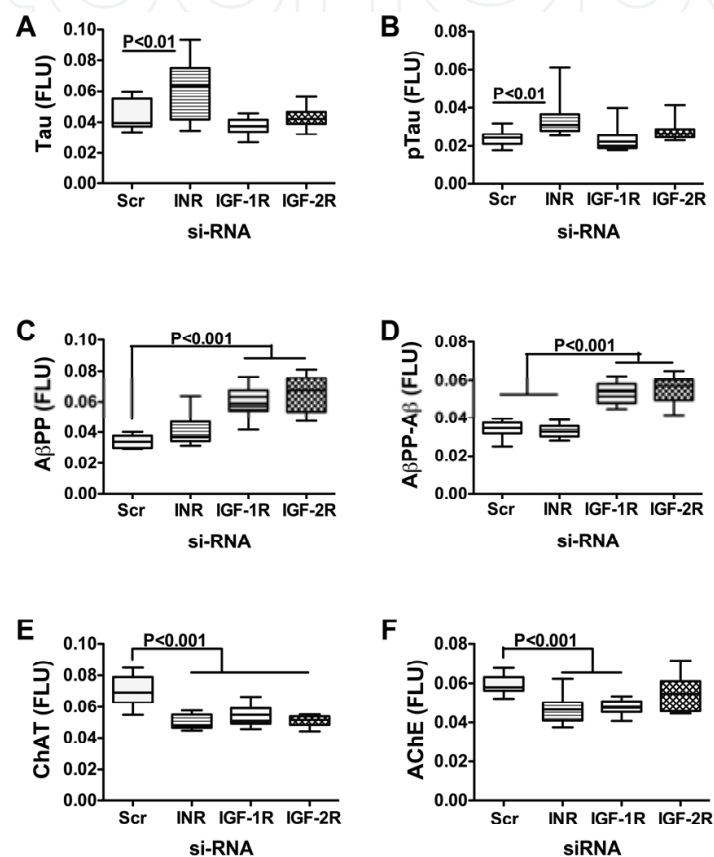 A
Tau (FLU)
0.10
0.08
0.06
0.04
0.02
0.00
P<0.01
Scr INR IGF-1R IGF-2R
si-RNA
B
pTau (FLU)
0.08
0.06
0.04
0.02
0.00
P<0.01
Scr INR IGF-1R IGF-2R
si-RNA
C
AβPP (FLU)
0.10
0.08
0.06
0.04
0.02
0.00
P<0.001
Scr INR IGF-1R IGF-2R
si-RNA
D
AβPP-Aβ (FLU)
0.08
0.06
0.04
0.02
0.00
P<0.001
Scr INR IGF-1R IGF-2R
si-RNA
E
ChAT (FLU)
0.10
0.08
0.06
0.04
0.02
0.00
P<0.001
Scr INR IGF-1R IGF-2R
si-RNA
F
AChE (FLU)
0.08
0.06
0.04
0.02
0.00
P<0.001
Scr INR IGF-1R IGF-2R
siRNA